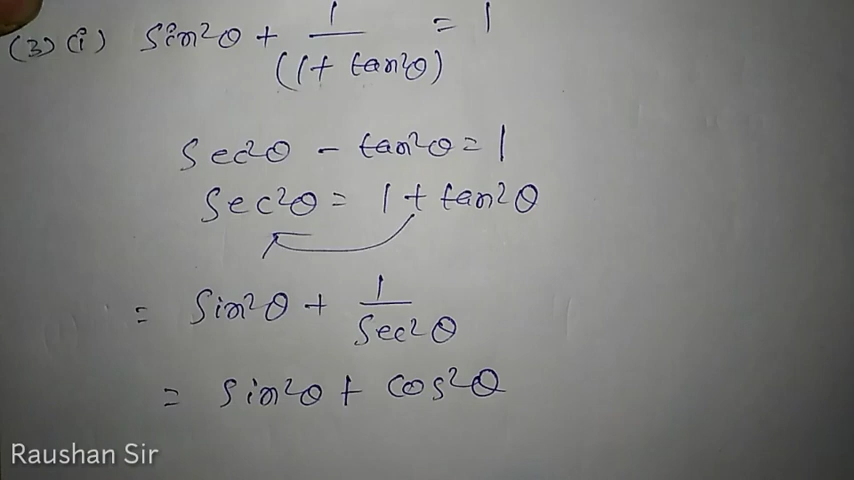 (3) (i) sin²θ + 1/(1 + tan²θ) = 1
Sec²θ - tan²θ = 1
Sec²θ = 1 + tan²θ
= Sin²θ + 1/Sec²θ
= Sin²θ + cos²θ
Raushan Sir